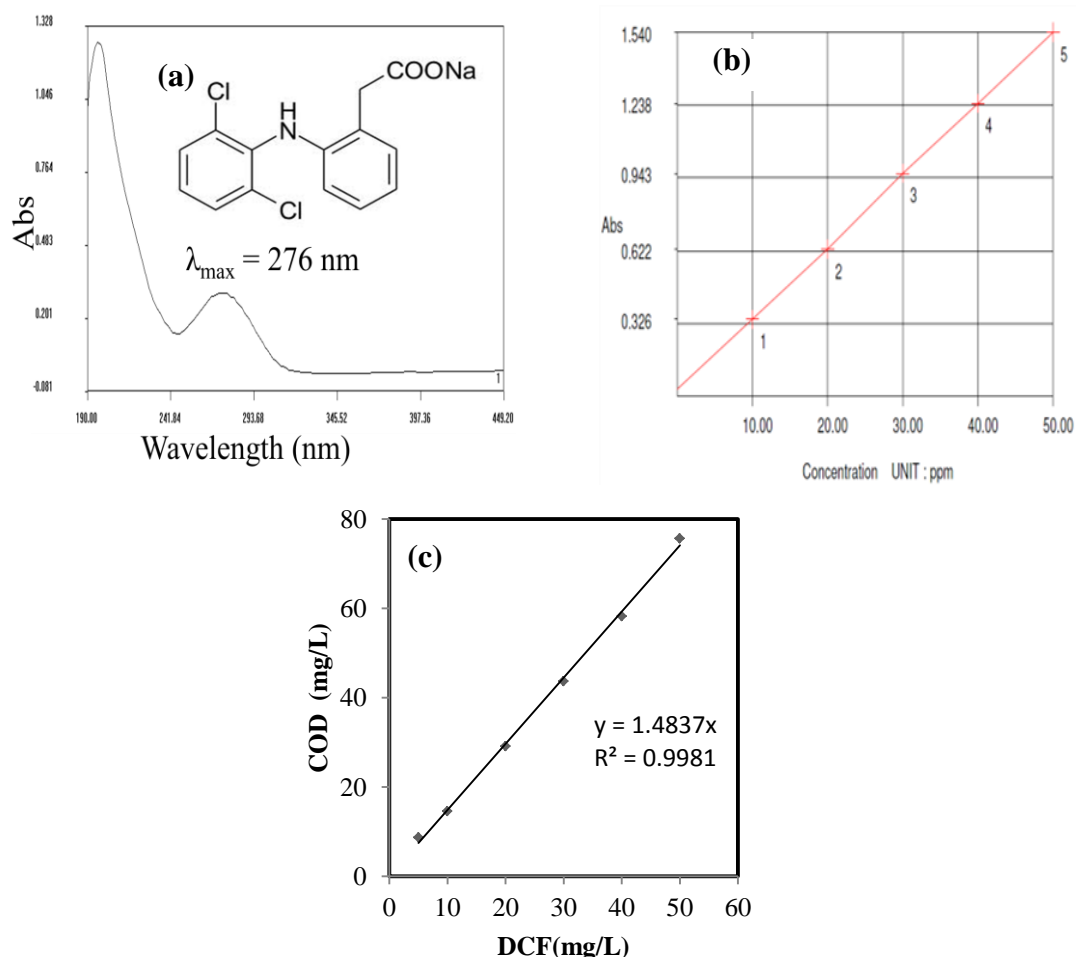 1.328
1.046
0.764
0.483
0.201
-0.081
Abs
(a)
Cl
H
N
Cl
COONa
λmax = 276 nm
1
190.00 241.84 293.68 345.52 397.36 449.20
Wavelength (nm)
(b)
1.540
1.238
0.943
Abs
0.622
0.326
1
2
3
4
5
10.00 20.00 30.00 40.00 50.00
Concentration UNIT : ppm
(c)
80
60
40
20
0
COD (mg/L)
y = 1.4837x
R² = 0.9981
0 10 20 30 40 50 60
DCF(mg/L)